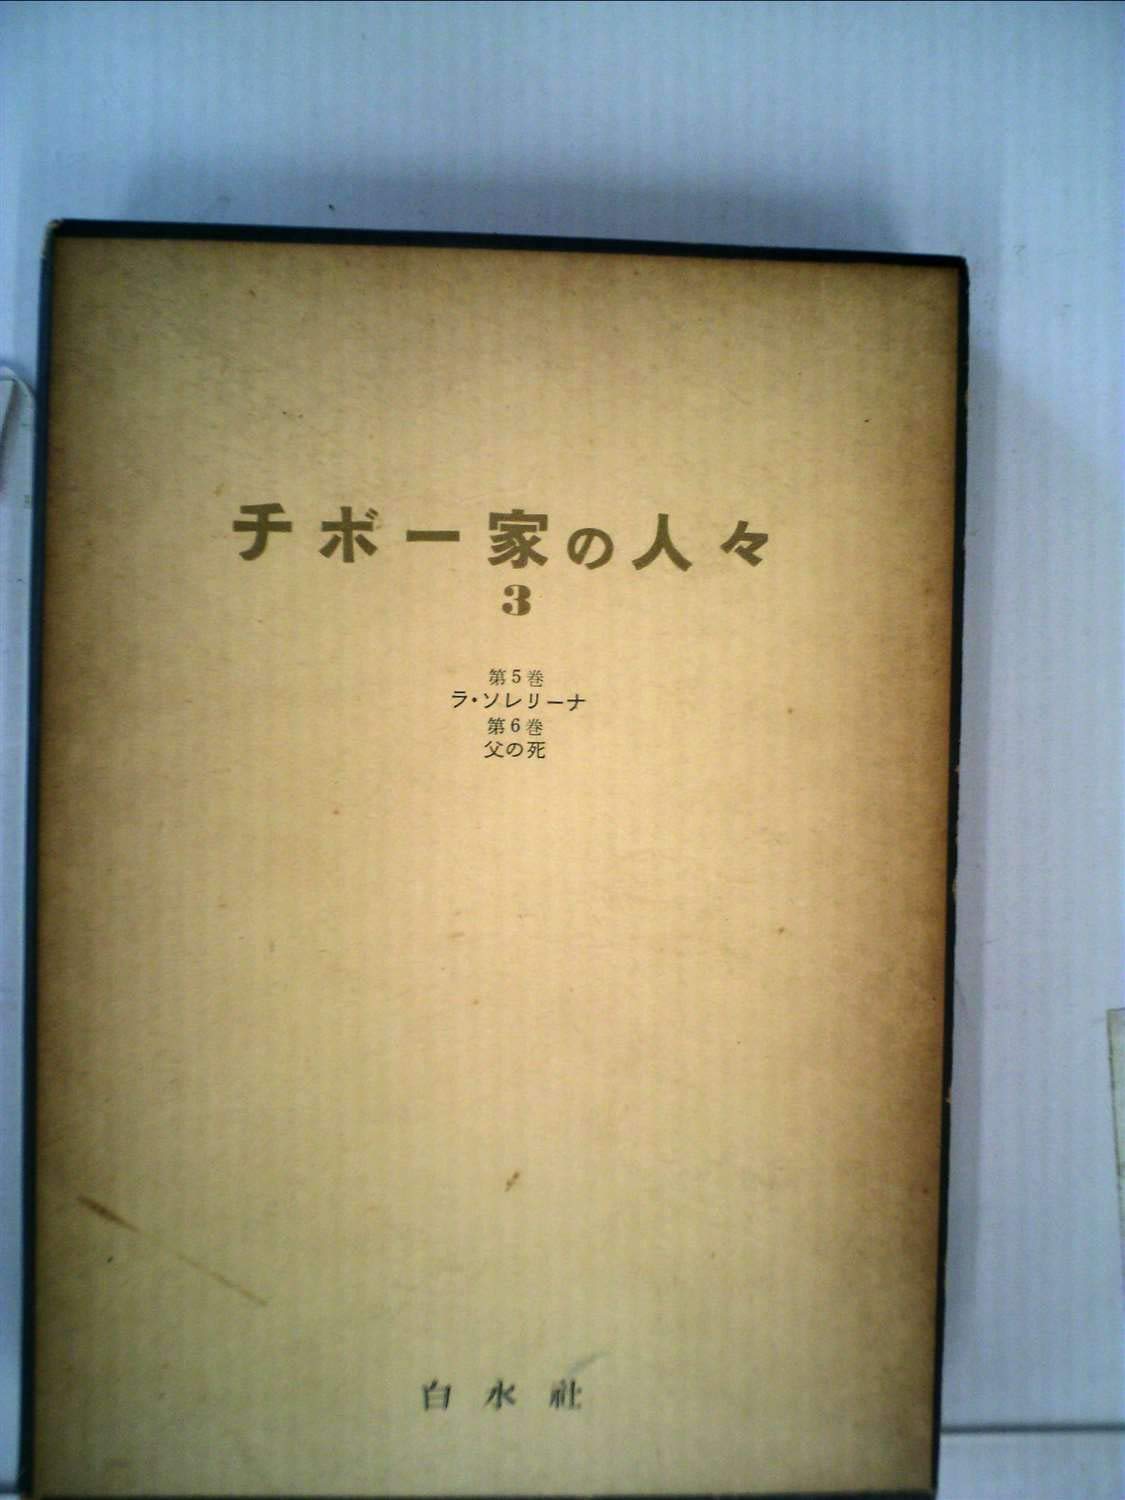 チボー家の人々
3
第5巻
ラ・ソレリーナ
第6巻
父の死
白水社